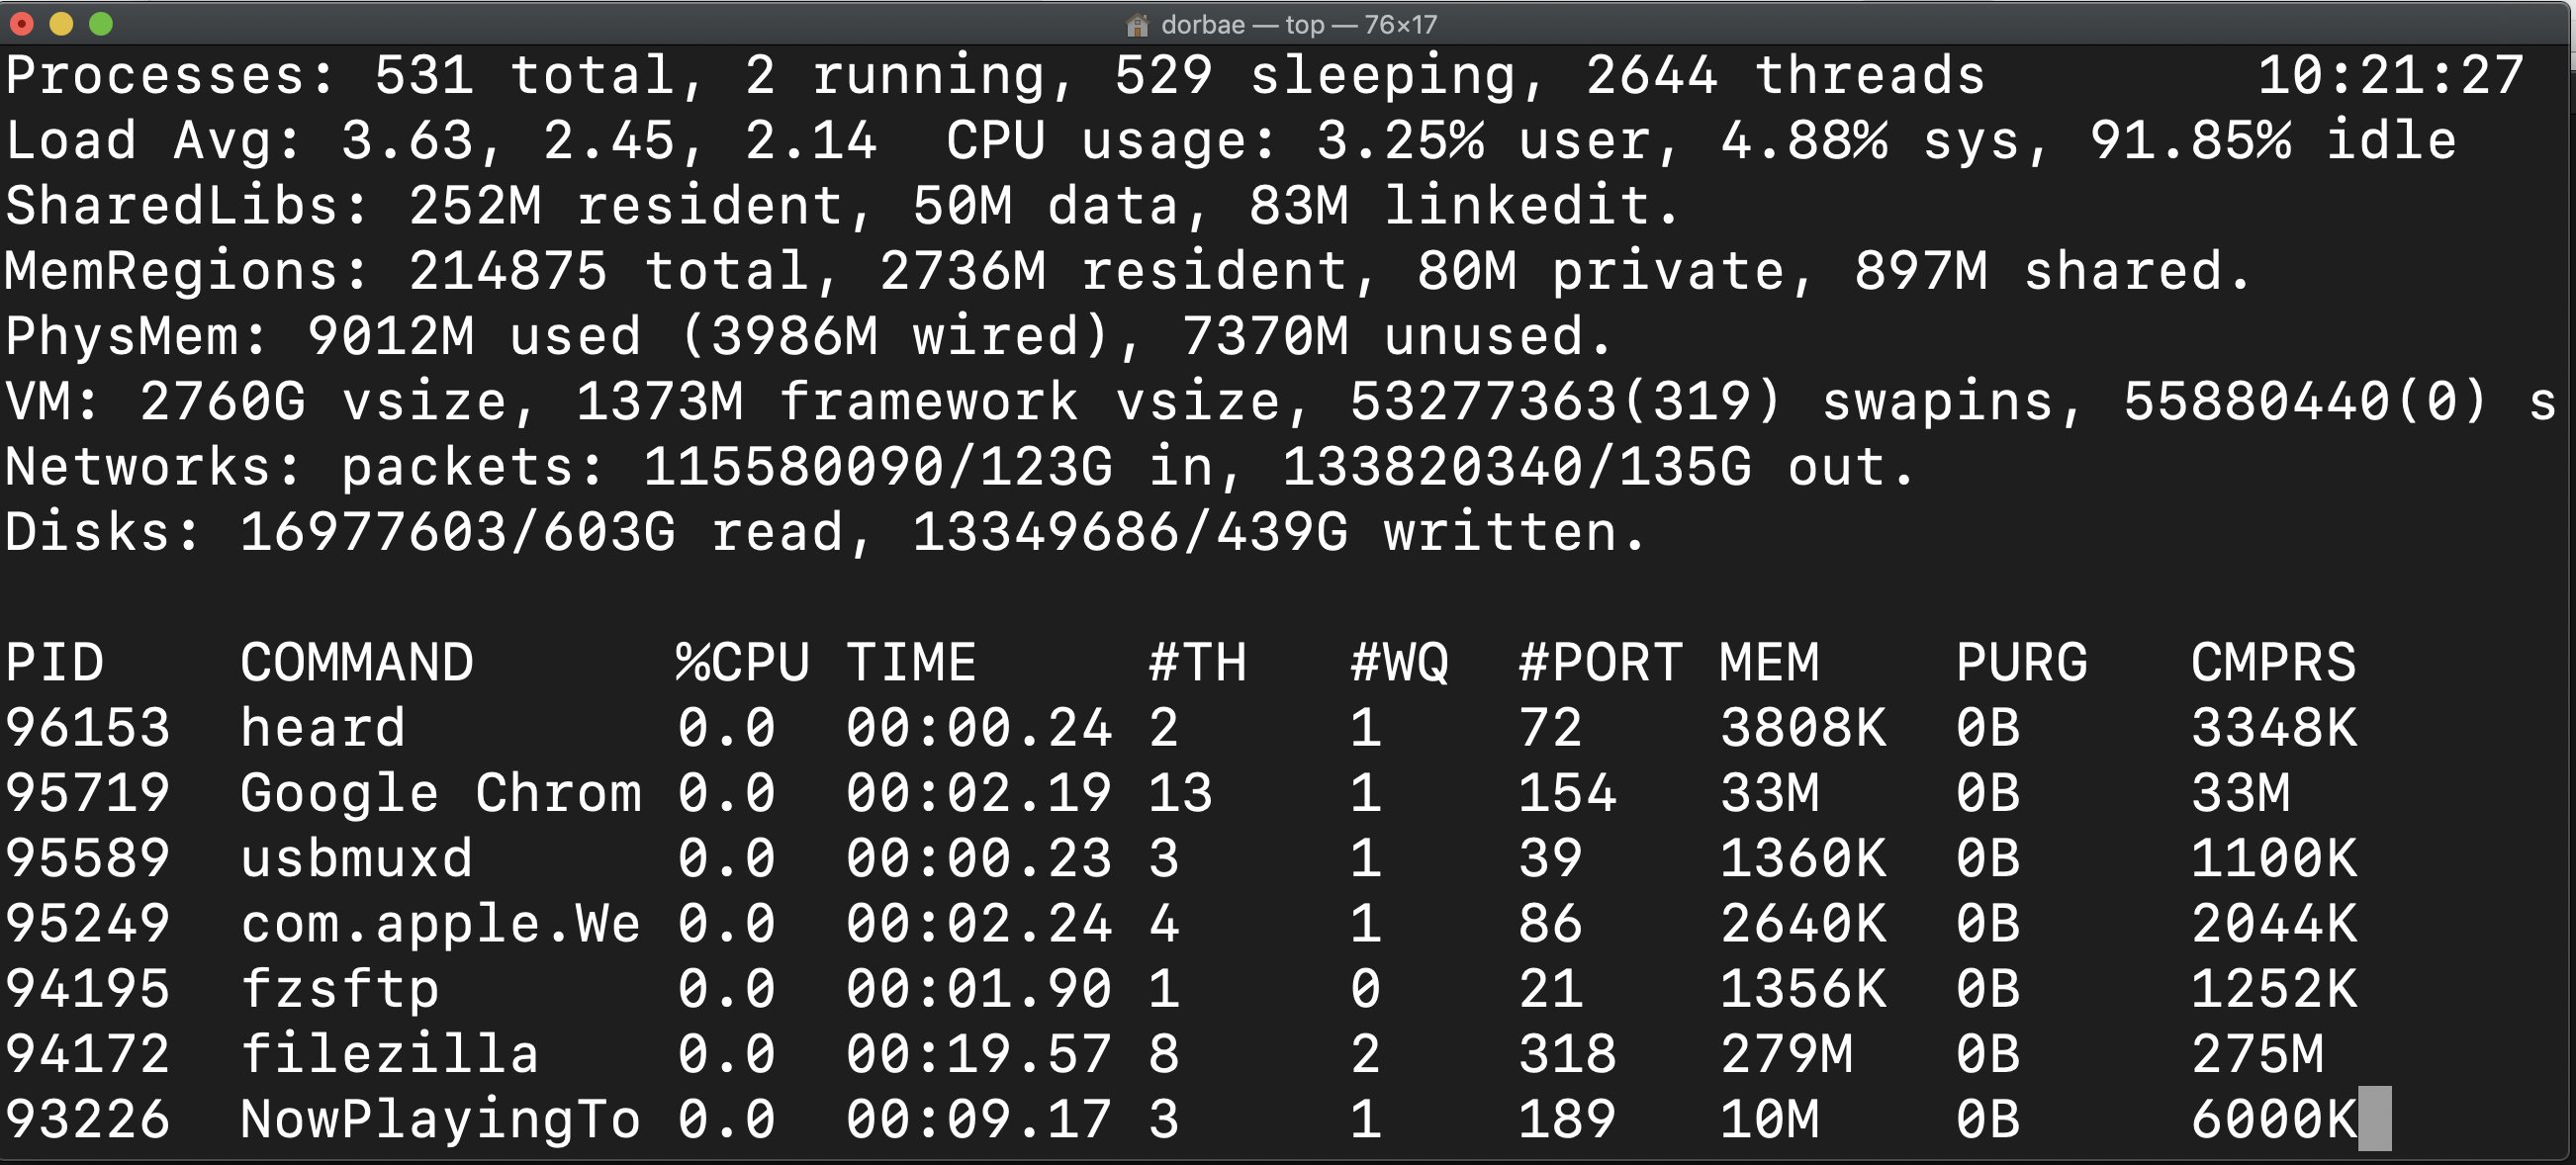 dorbae — top — 76×17
Processes: 531 total, 2 running, 529 sleeping, 2644 threads 10:21:27
Load Avg: 3.63, 2.45, 2.14 CPU usage: 3.25% user, 4.88% sys, 91.85% idle
SharedLibs: 252M resident, 50M data, 83M linkedit.
MemRegions: 214875 total, 2736M resident, 80M private, 897M shared.
PhysMem: 9012M used (3986M wired), 7370M unused.
VM: 2760G vsize, 1373M framework vsize, 53277363(319) swapins, 55880440(0) s
Networks: packets: 115580090/123G in, 133820340/135G out.
Disks: 16977603/603G read, 13349686/439G written.
PID COMMAND %CPU TIME #TH #WQ #PORT MEM PURG CMPRS
96153 heard 0.0 00:00.24 2 1 72 3808K 0B 3348K
95719 Google Chrom 0.0 00:02.19 13 1 154 33M 0B 33M
95589 usbmuxd 0.0 00:00.23 3 1 39 1360K 0B 1100K
95249 com.apple.We 0.0 00:02.24 4 1 86 2640K 0B 2044K
94195 fzsftp 0.0 00:01.90 1 0 21 1356K 0B 1252K
94172 filezilla 0.0 00:19.57 8 2 318 279M 0B 275M
93226 NowPlayingTo 0.0 00:09.17 3 1 189 10M 0B 6000K